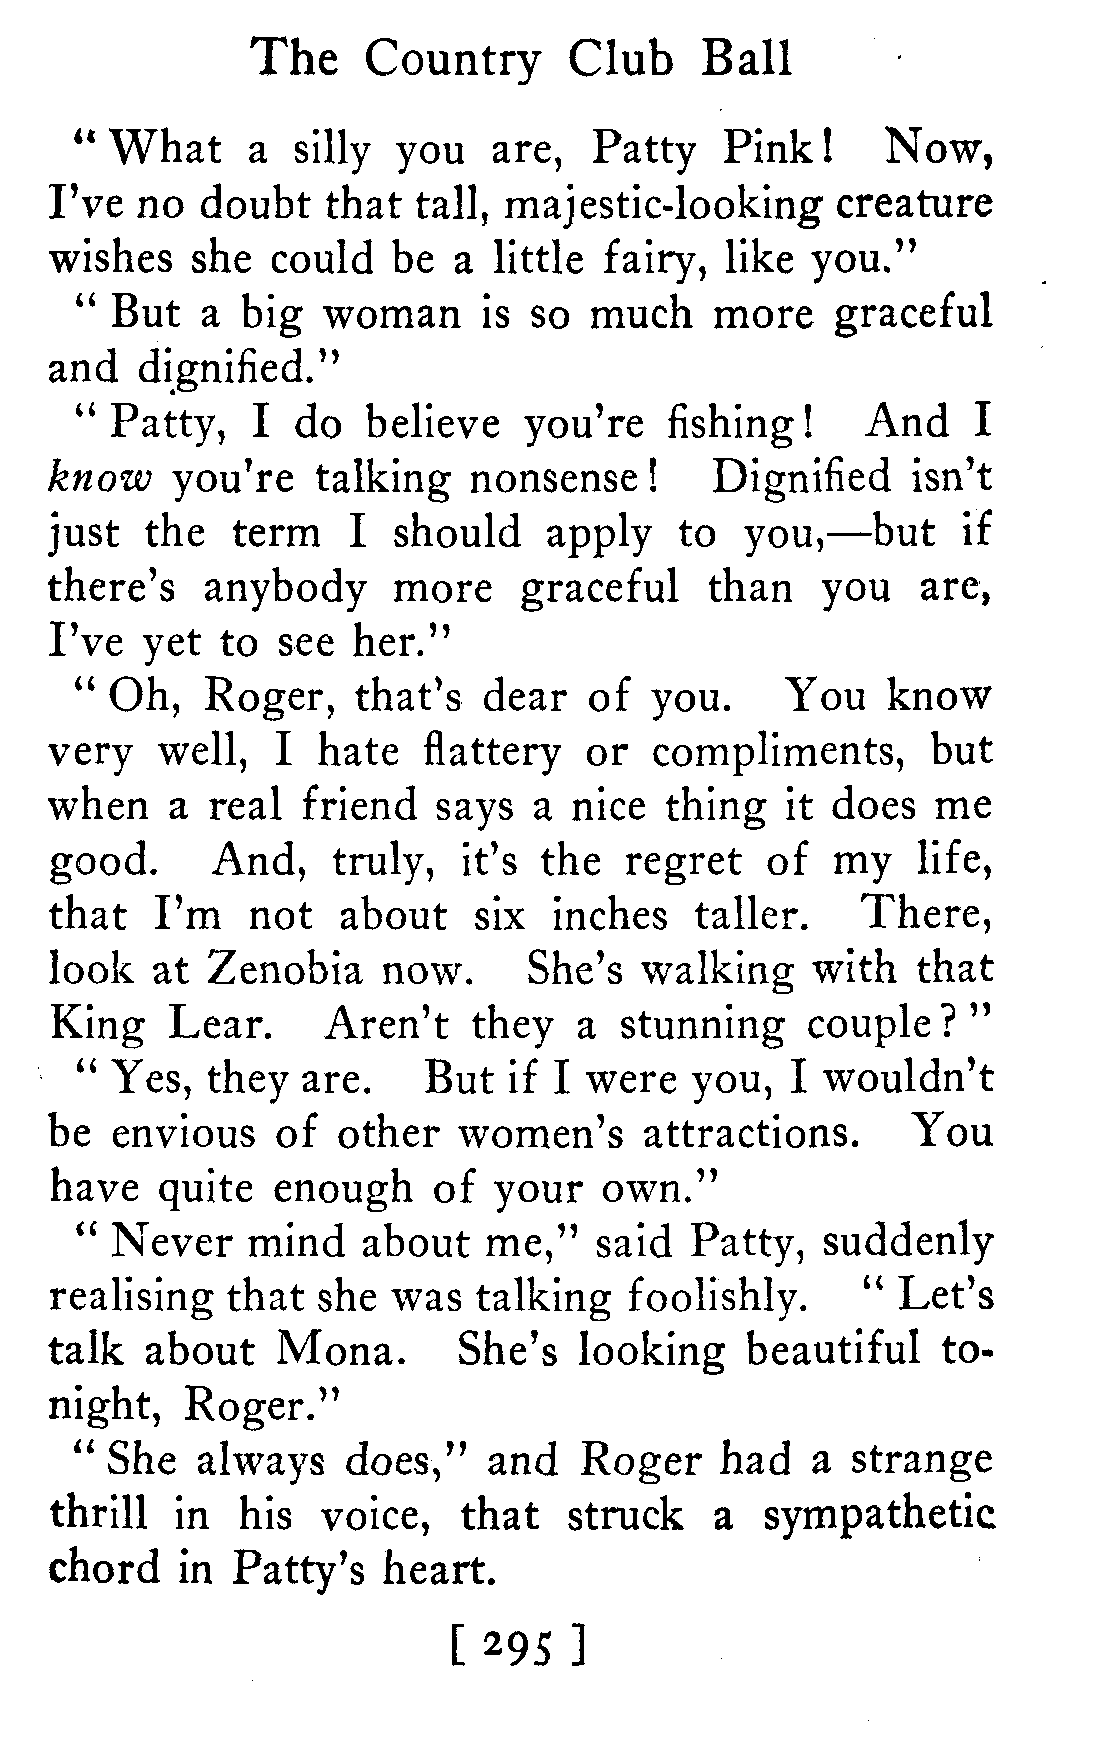 The Country Club Ball
“ What a silly you are, Patty Pink! Now,
I’ve no doubt that tall, majestic-looking creature
wishes she could be a little fairy, like you.”
“ But a big woman is so much more graceful
and dignified.”
“ Patty, I do believe you’re fishing! And I
know you’re talking nonsense! Dignified isn’t
just the term I should apply to you,—but if
there’s anybody more graceful than you are,
I’ve yet to see her.”
“ Oh, Roger, that’s dear of you. You know
very well, I hate flattery or compliments, but
when a real friend says a nice thing it does me
good. And, truly, it’s the regret of my life,
that I’m not about six inches taller. There,
look at Zenobia now. She’s walking with that
King Lear. Aren’t they a stunning couple? ”
“ Yes, they are. But if I were you, I wouldn’t
be envious of other women’s attractions. You
have quite enough of your own.”
“ Never mind about me,” said Patty, suddenly
realising that she was talking foolishly. “ Let’s
talk about Mona. She’s looking beautiful to-
night, Roger.”
“ She always does,” and Roger had a strange
thrill in his voice, that struck a sympathetic
chord in Patty’s heart.
[ 295 ]